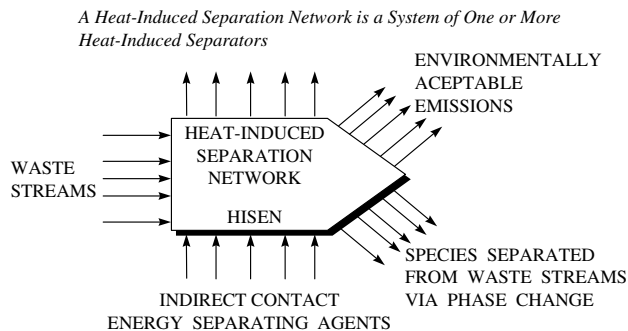 A Heat-Induced Separation Network is a System of One or More
Heat-Induced Separators
ENVIRONMENTALLY
ACEPTABLE
EMISSIONS
HEAT-INDUCED
SEPARATION
NETWORK
HISEN
WASTE
STREAMS
SPECIES SEPARATED
FROM WASTE STREAMS
VIA PHASE CHANGE
INDIRECT CONTACT
ENERGY SEPARATING AGENTS